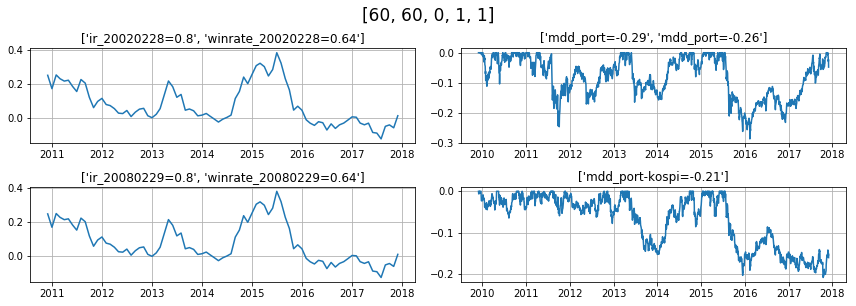 [60, 60, 0, 1, 1]
['ir_20020228=0.8', 'winrate_20020228=0.64']
0.4
0.2
0.0
2011 2012 2013 2014 2015 2016 2017 2018
['mdd_port=-0.29', 'mdd_port=-0.26']
0.0
−0.1
−0.2
−0.3
2010 2011 2012 2013 2014 2015 2016 2017 2018
['ir_20080229=0.8', 'winrate_20080229=0.64']
0.4
0.2
0.0
2011 2012 2013 2014 2015 2016 2017 2018
['mdd_port-kospi=-0.21']
0.0
−0.1
−0.2
2010 2011 2012 2013 2014 2015 2016 2017 2018